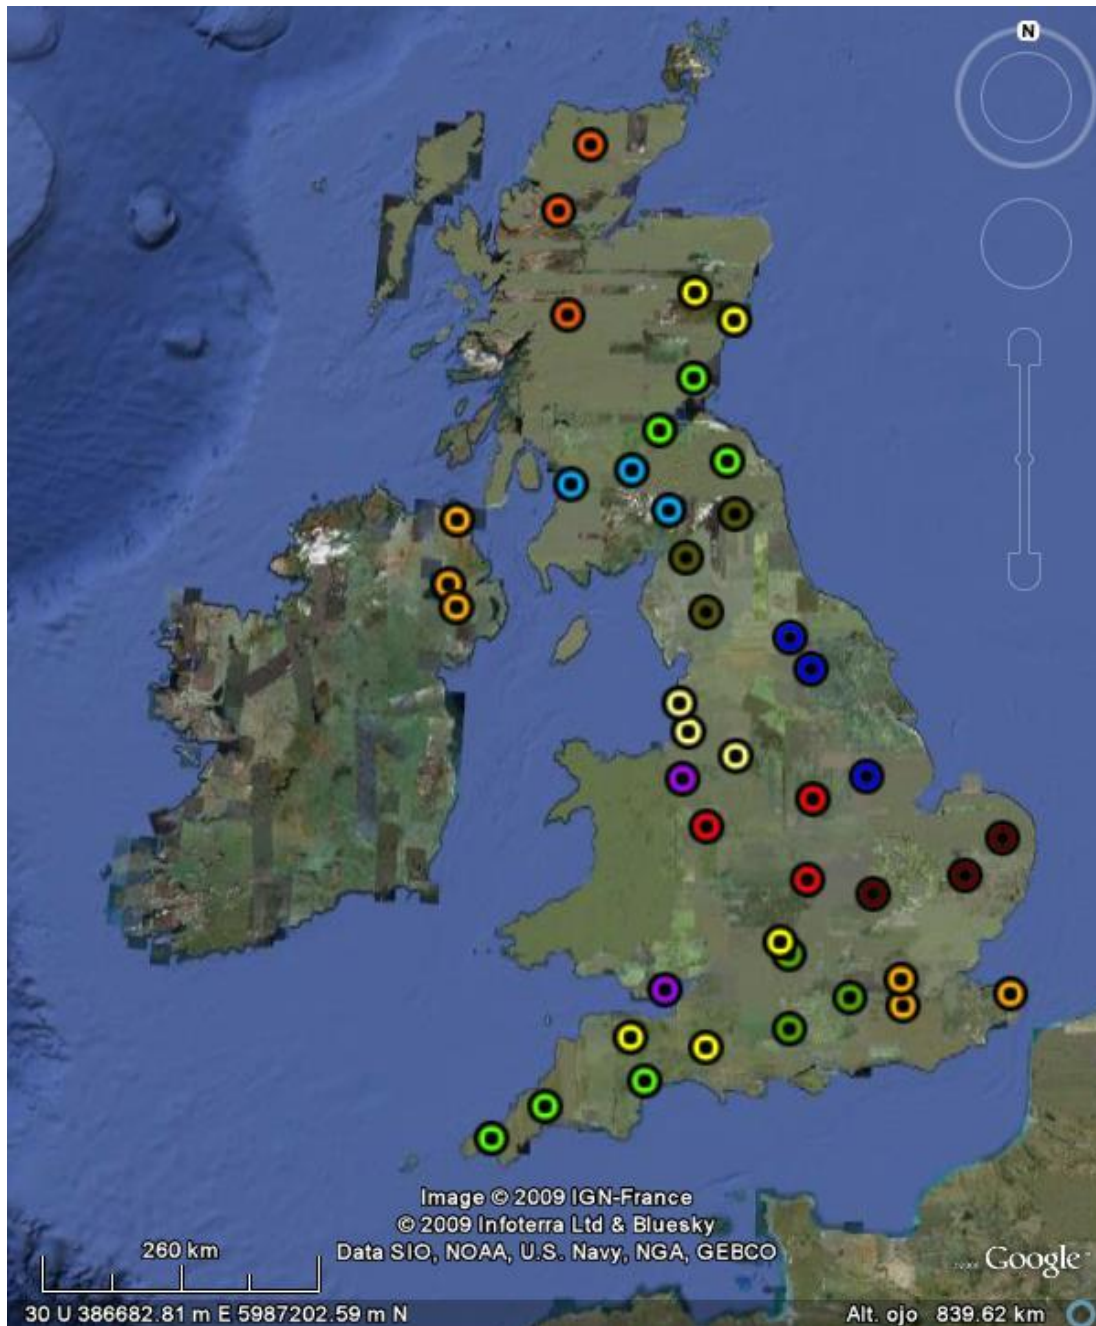 N
Image © 2009 IGN-France
© 2009 Infoterra Ltd & Bluesky
Data SIO, NOAA, U.S. Navy, NGA, GEBCO
260 km
Google
30 U 386682.81 m E 5987202.59 m N
Alt. ojo 839.62 km